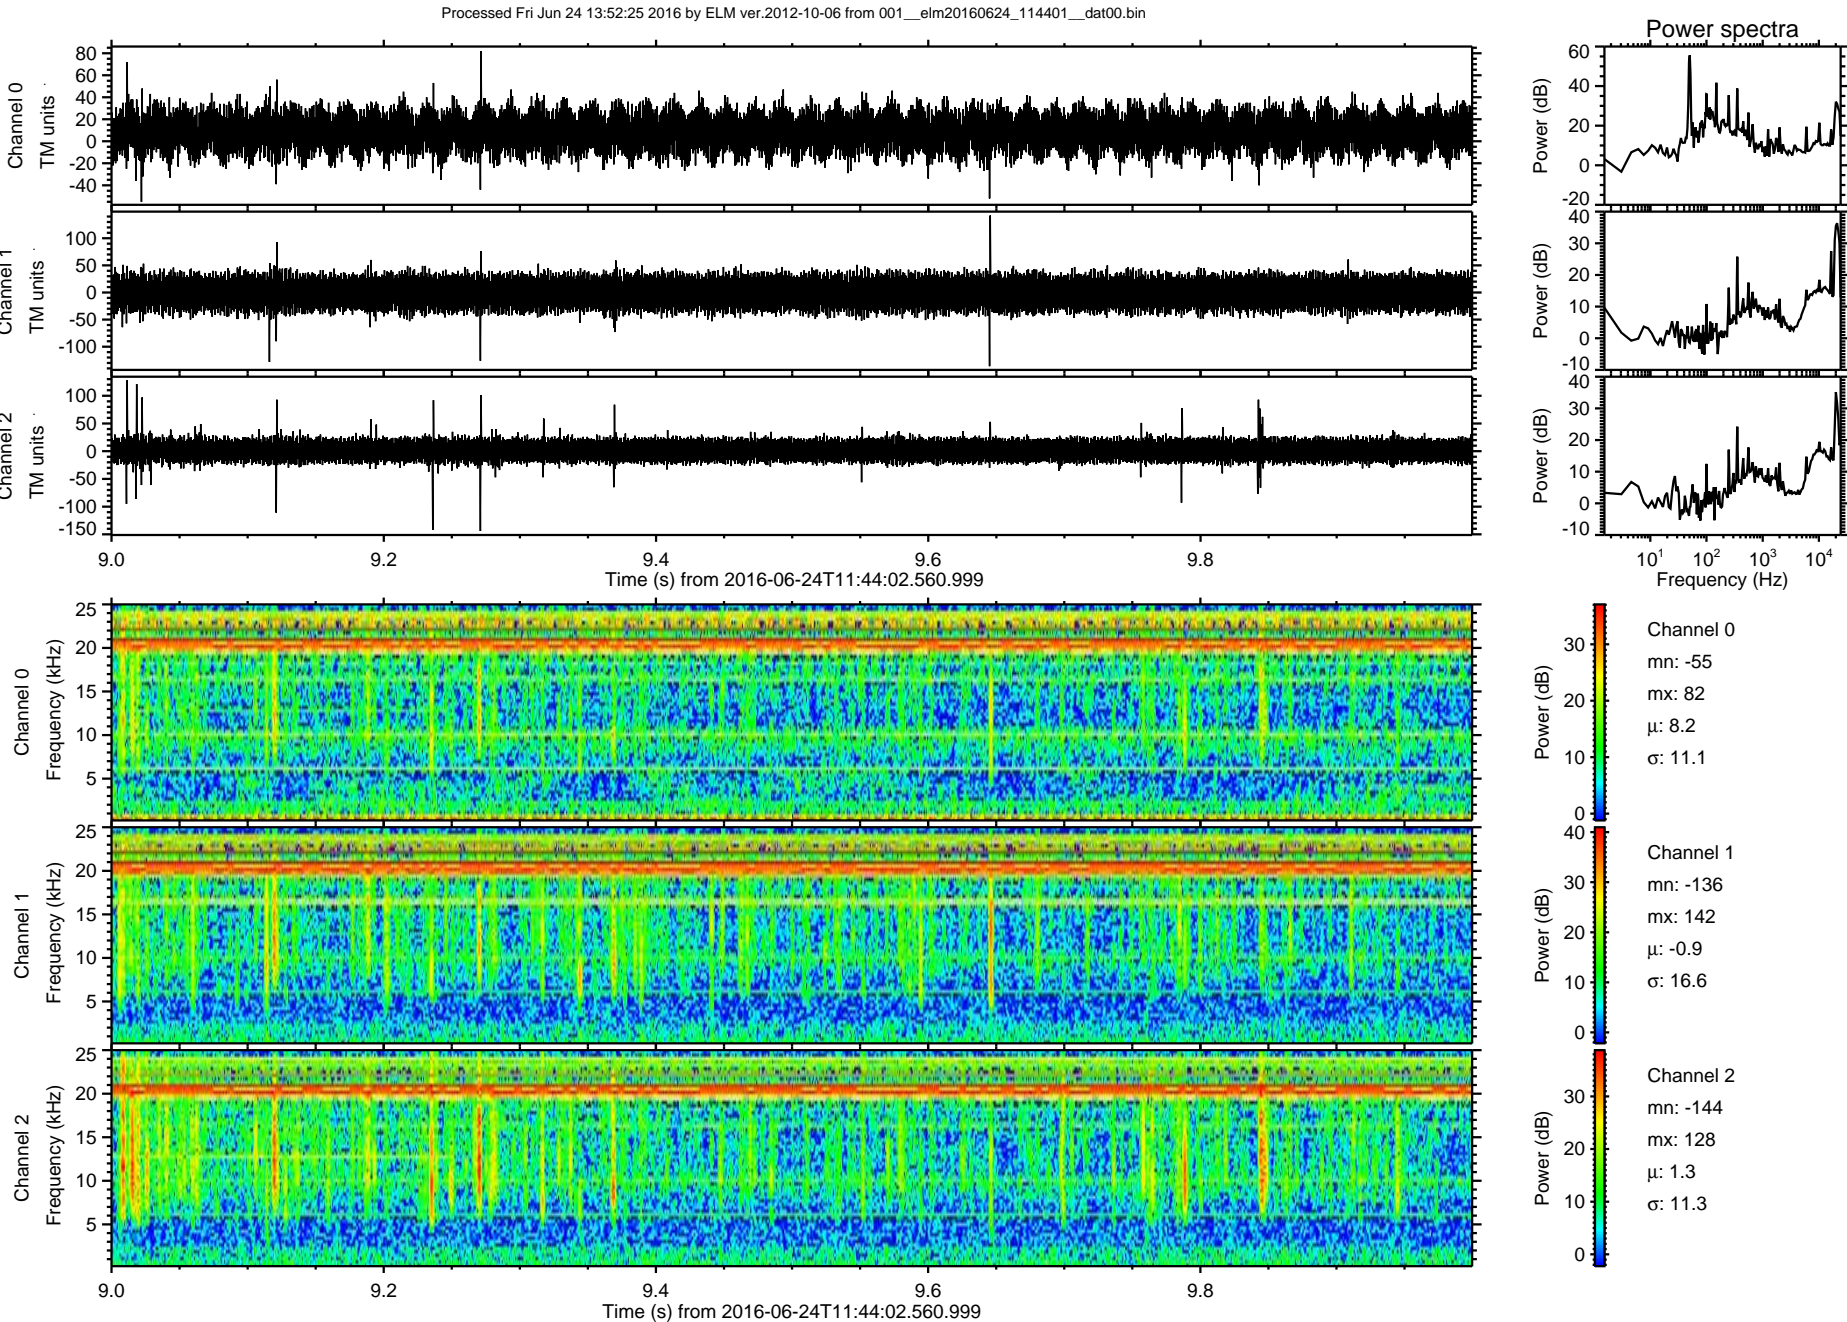 Processed Fri Jun 24 13:52:25 2016 by ELM ver.2012-10-06 from 001__elm20160624_114401__dat00.bin
Power spectra
Channel 0
TM units
80
60
40
20
0
-20
-40
Power (dB)
60
40
20
0
-20
Channel 1
TM units
100
50
0
-50
-100
Power (dB)
40
30
20
10
0
-10
Channel 2
TM units
100
50
0
-50
-100
-150
Power (dB)
40
30
20
10
0
-10
9.0 9.2 9.4 9.6 9.8
Time (s) from 2016-06-24T11:44:02.560.999
10^1 10^2 10^3 10^4
Frequency (Hz)
Channel 0
Frequency (kHz)
25
20
15
10
5
Power (dB)
30
20
10
0
Channel 0
mn: -55
mx: 82
μ: 8.2
σ: 11.1
Channel 1
Frequency (kHz)
25
20
15
10
5
Power (dB)
40
30
20
10
0
Channel 1
mn: -136
mx: 142
μ: -0.9
σ: 16.6
Channel 2
Frequency (kHz)
25
20
15
10
5
Power (dB)
30
20
10
0
Channel 2
mn: -144
mx: 128
μ: 1.3
σ: 11.3
9.0 9.2 9.4 9.6 9.8
Time (s) from 2016-06-24T11:44:02.560.999